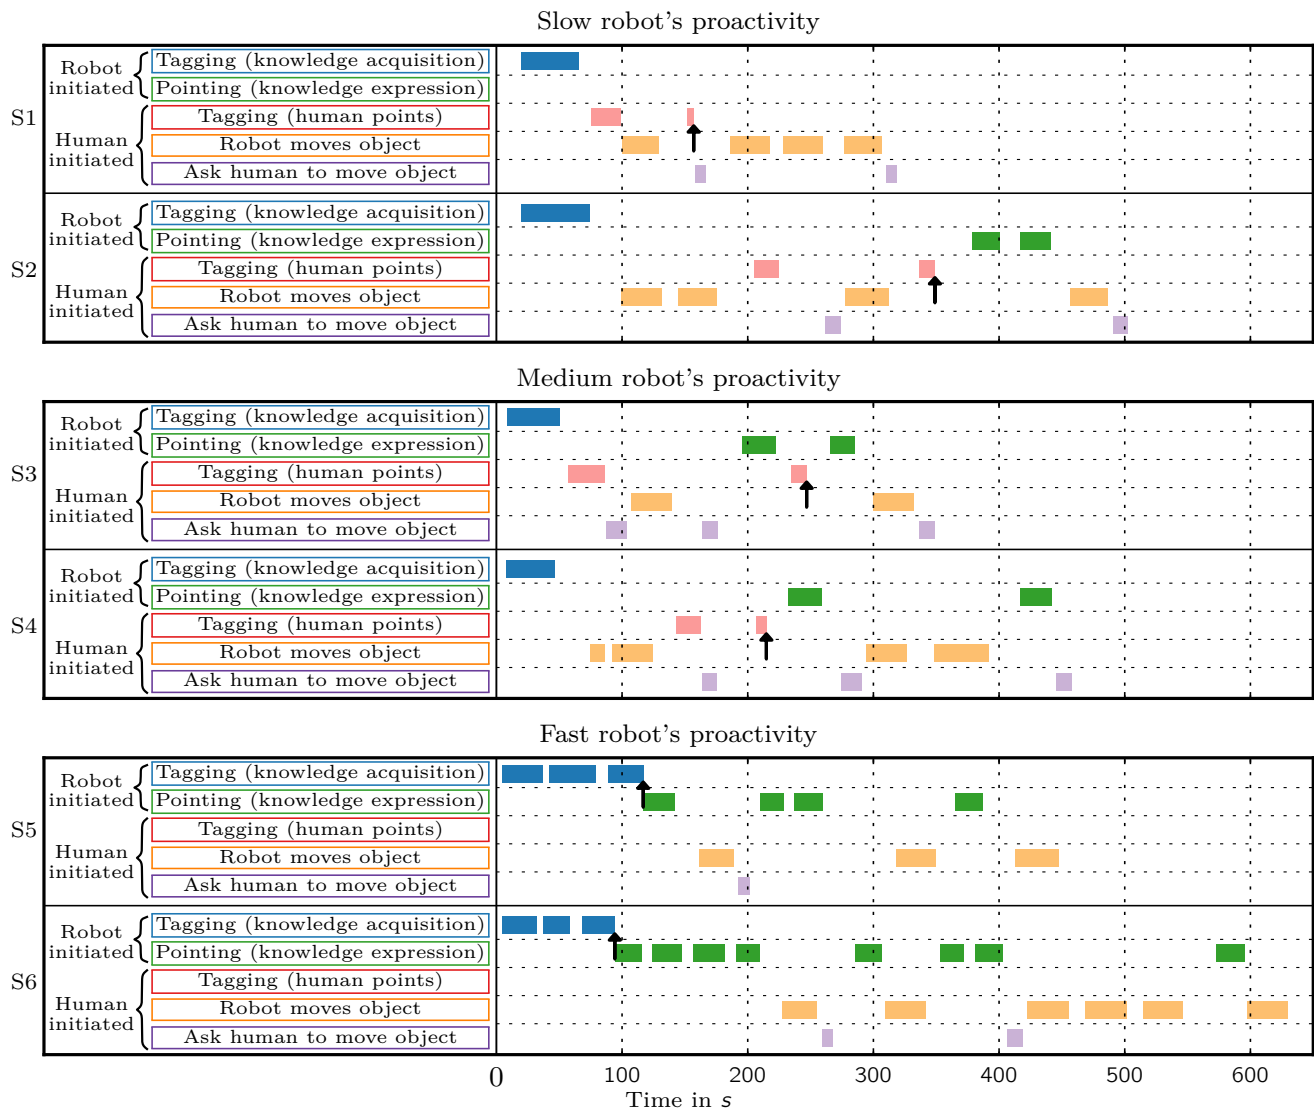 Slow robot's proactivity
Robot initiated
Tagging (knowledge acquisition)
Pointing (knowledge expression)
S1
Human initiated
Tagging (human points)
Robot moves object
Ask human to move object
Robot initiated
Tagging (knowledge acquisition)
Pointing (knowledge expression)
S2
Human initiated
Tagging (human points)
Robot moves object
Ask human to move object
Medium robot's proactivity
Robot initiated
Tagging (knowledge acquisition)
Pointing (knowledge expression)
S3
Human initiated
Tagging (human points)
Robot moves object
Ask human to move object
Robot initiated
Tagging (knowledge acquisition)
Pointing (knowledge expression)
S4
Human initiated
Tagging (human points)
Robot moves object
Ask human to move object
Fast robot's proactivity
Robot initiated
Tagging (knowledge acquisition)
Pointing (knowledge expression)
S5
Human initiated
Tagging (human points)
Robot moves object
Ask human to move object
Robot initiated
Tagging (knowledge acquisition)
Pointing (knowledge expression)
S6
Human initiated
Tagging (human points)
Robot moves object
Ask human to move object
0 100 200 300 400 500 600
Time in s